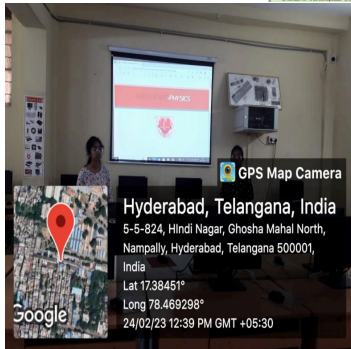 PHYSICS
GPS Map Camera
Hyderabad, Telangana, India
5-5-824, HIndi Nagar, Ghosha Mahal North,
Nampally, Hyderabad, Telangana 500001,
India
Lat 17.38451°
Long 78.469298°
24/02/23 12:39 PM GMT +05:30
Google